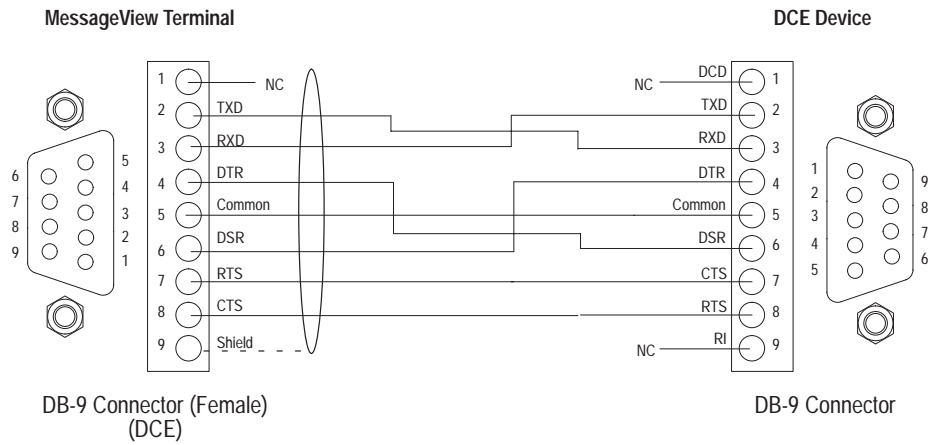 MessageView Terminal
DCE Device
1 NC
2 TXD
3 RXD
4 DTR
5 Common
6 DSR
7 RTS
8 CTS
9 Shield
NC DCD 1
TXD 2
RXD 3
DTR 4
Common 5
DSR 6
CTS 7
RTS 8
NC RI 9
5
4
3
2
1
6
7
8
9
1
2
3
4
5
9
8
7
6
DB-9 Connector (Female)
(DCE)
DB-9 Connector